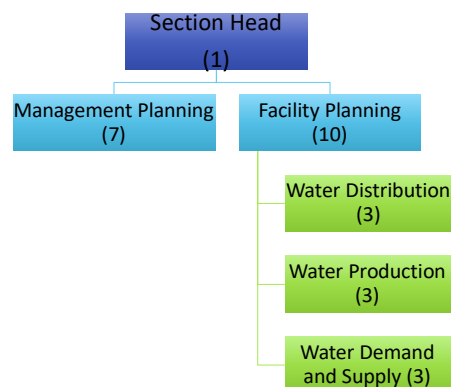 Section Head
(1)
Management Planning
(7)
Facility Planning
(10)
Water Distribution
(3)
Water Production
(3)
Water Demand
and Supply (3)